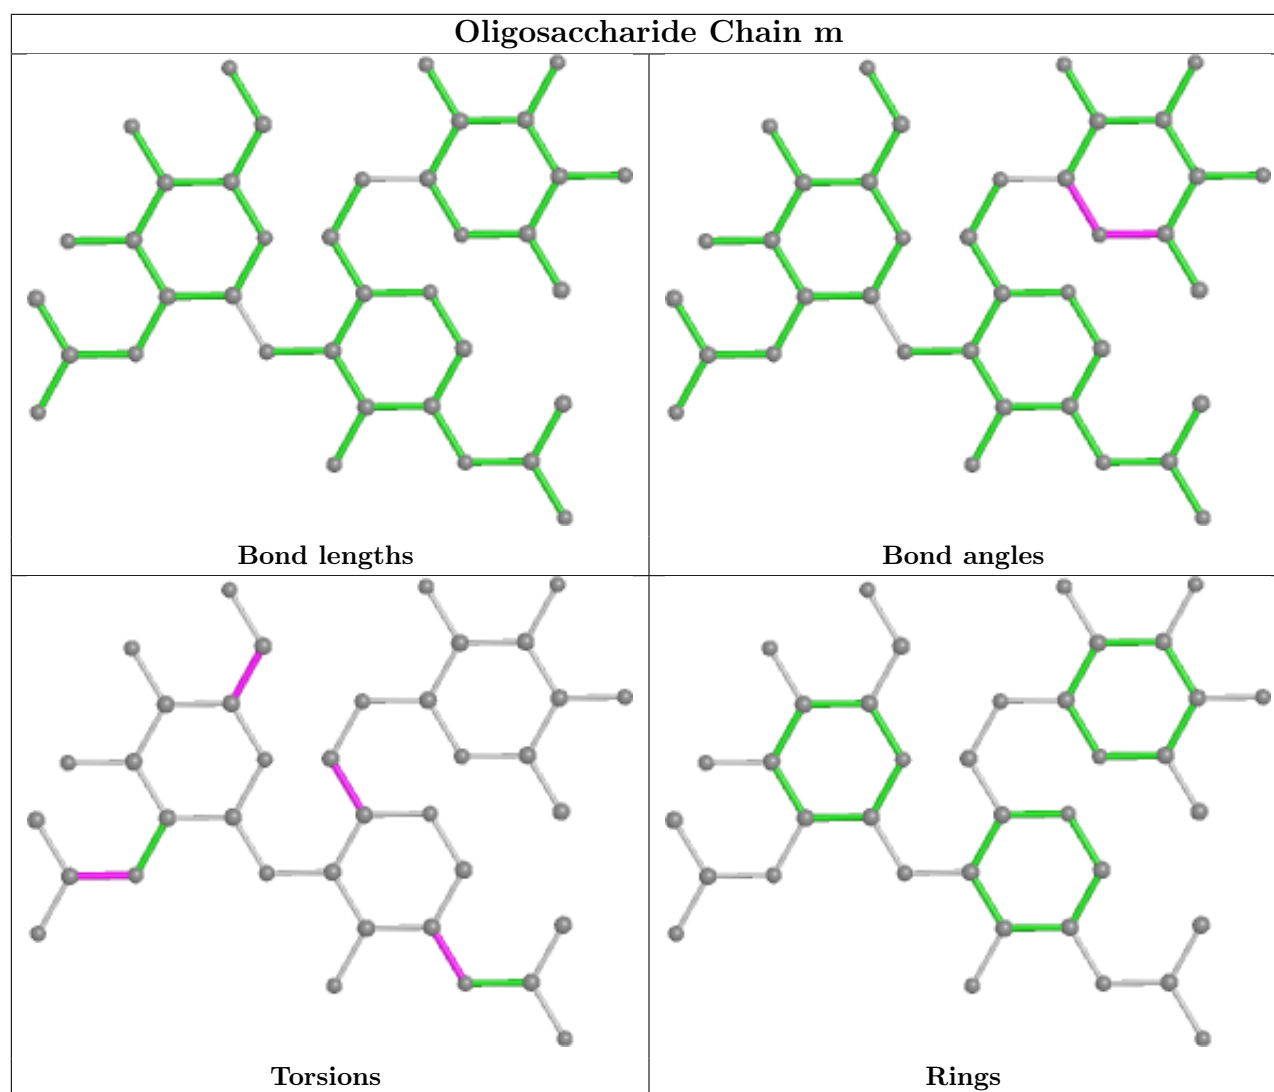 Oligosaccharide Chain m
Bond lengths
Bond angles
Torsions
Rings